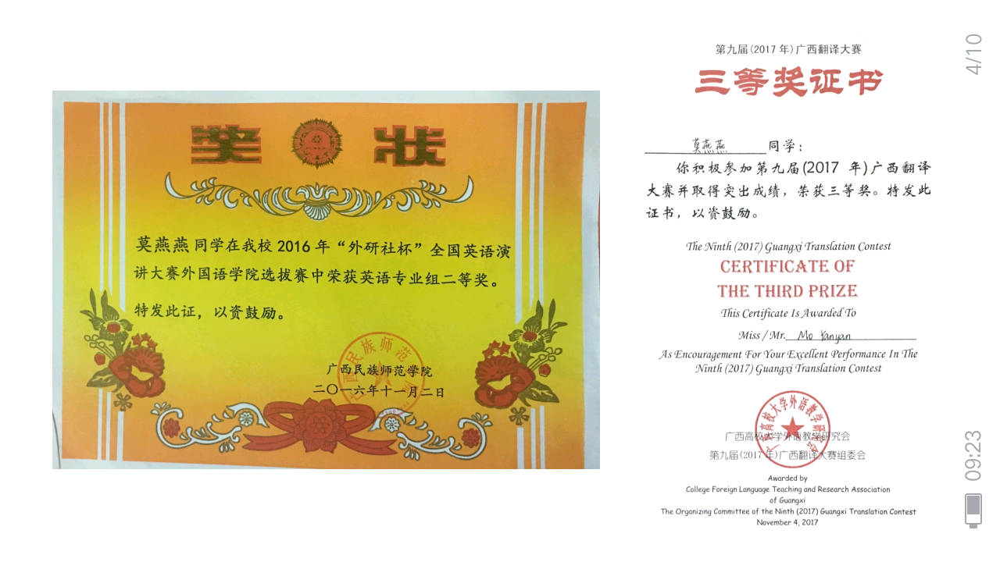 奖 状
莫燕燕同学在我校2016年“外研社杯”全国英语演
讲大赛外国语学院选拔赛中荣获英语专业组二等奖。
特发此证，以资鼓励。
广西民族师范学院
二〇一六年十一月二日
第九届(2017年)广西翻译大赛
三等奖证书
莫燕燕 同学：
你积极参加第九届(2017 年)广西翻译
大赛并取得突出成绩，荣获三等奖。特发此
证书，以资鼓励。
The Ninth (2017) Guangxi Translation Contest
CERTIFICATE OF
THE THIRD PRIZE
This Certificate Is Awarded To
Miss / Mr. Mo Yanyan
As Encouragement For Your Excellent Performance In The
Ninth (2017) Guangxi Translation Contest
广西高校大学外语教学研究会
第九届(2017 年)广西翻译大赛组委会
Awarded by
College Foreign Language Teaching and Research Association
of Guangxi
The Organizing Committee of the Ninth (2017) Guangxi Translation Contest
November 4, 2017
4/10
09:23